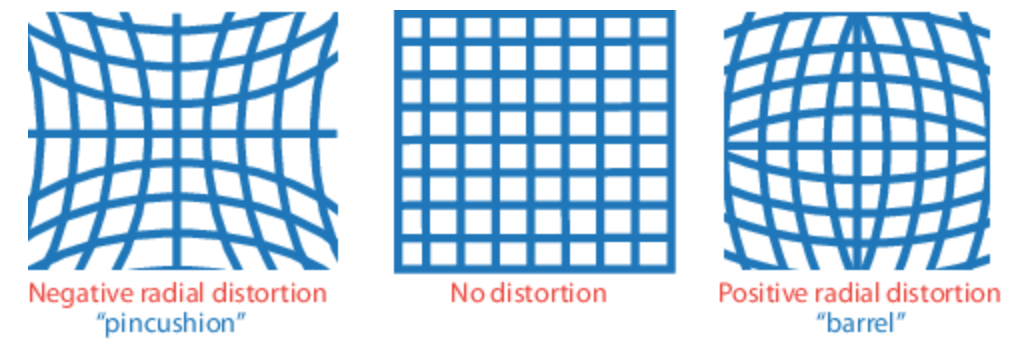 Negative radial distortion
“pincushion”
No distortion
Positive radial distortion
“barrel”